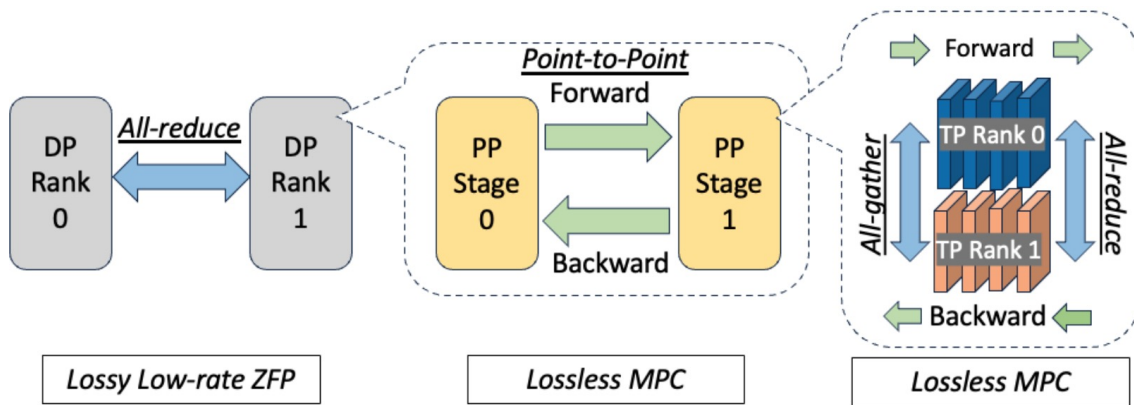 DP
Rank
0
All-reduce
DP
Rank
1
Point-to-Point
Forward
PP
Stage
0
PP
Stage
1
Backward
Forward
TP Rank 0
All-gather
All-reduce
TP Rank 1
Backward
Lossy Low-rate ZFP
Lossless MPC
Lossless MPC